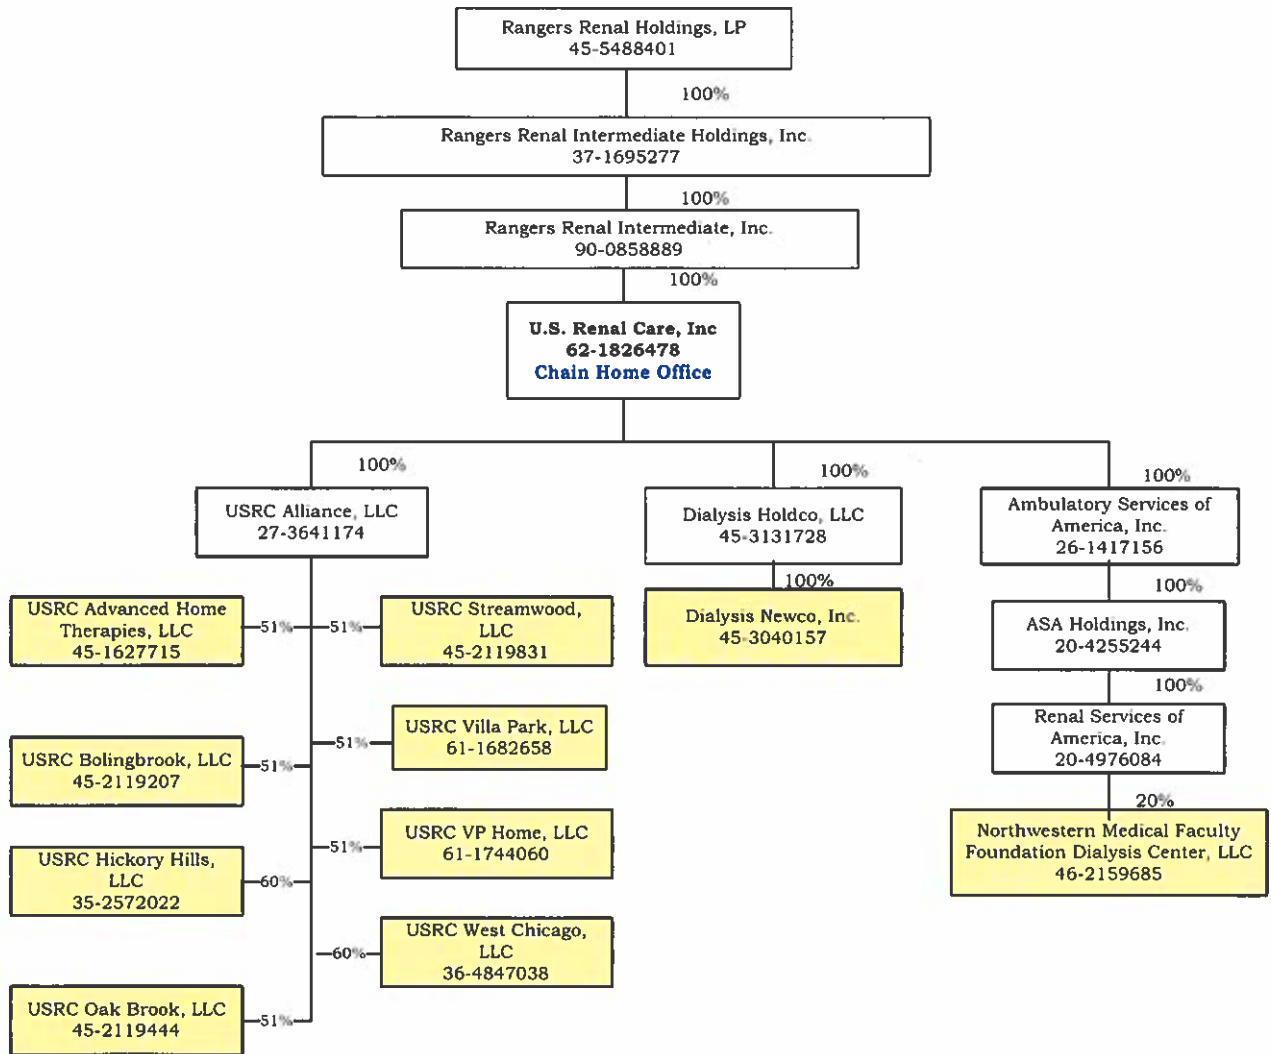 Rangers Renal Holdings, LP
45-5488401
100%
Rangers Renal Intermediate Holdings, Inc.
37-1695277
100%
Rangers Renal Intermediate, Inc.
90-0858889
100%
U.S. Renal Care, Inc
62-1826478
Chain Home Office
100%
100%
100%
USRC Alliance, LLC
27-3641174
Dialysis Holdco, LLC
45-3131728
Ambulatory Services of
America, Inc.
26-1417156
100%
100%
USRC Advanced Home
Therapies, LLC
45-1627715
51%
51%
USRC Streamwood,
LLC
45-2119831
Dialysis Newco, Inc.
45-3040157
ASA Holdings, Inc.
20-4255244
100%
USRC Bolingbrook, LLC
45-2119207
51%
51%
USRC Villa Park, LLC
61-1682658
Renal Services of
America, Inc.
20-4976084
20%
USRC Hickory Hills,
LLC
35-2572022
60%
51%
USRC VP Home, LLC
61-1744060
Northwestern Medical Faculty
Foundation Dialysis Center, LLC
46-2159685
60%
USRC West Chicago,
LLC
36-4847038
USRC Oak Brook, LLC
45-2119444
51%